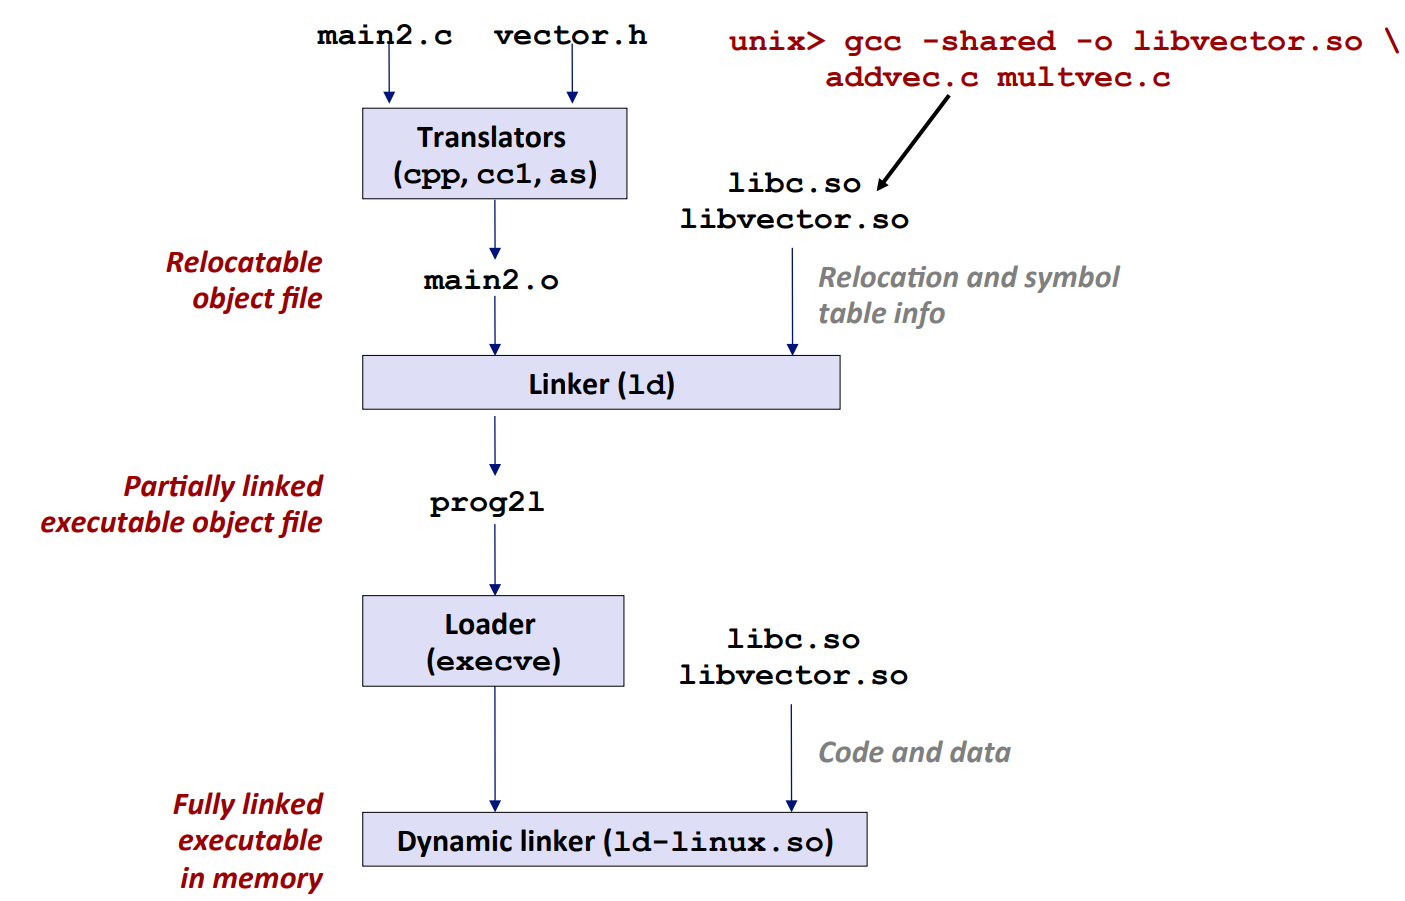 main2.c vector.h
unix> gcc -shared -o libvector.so \
addvec.c multvec.c
Translators
(cpp, cc1, as)
libc.so
libvector.so
Relocatable
object file
main2.o
Relocation and symbol
table info
Linker (ld)
Partially linked
executable object file
prog2l
Loader
(execve)
libc.so
libvector.so
Code and data
Fully linked
executable
in memory
Dynamic linker (ld-linux.so)